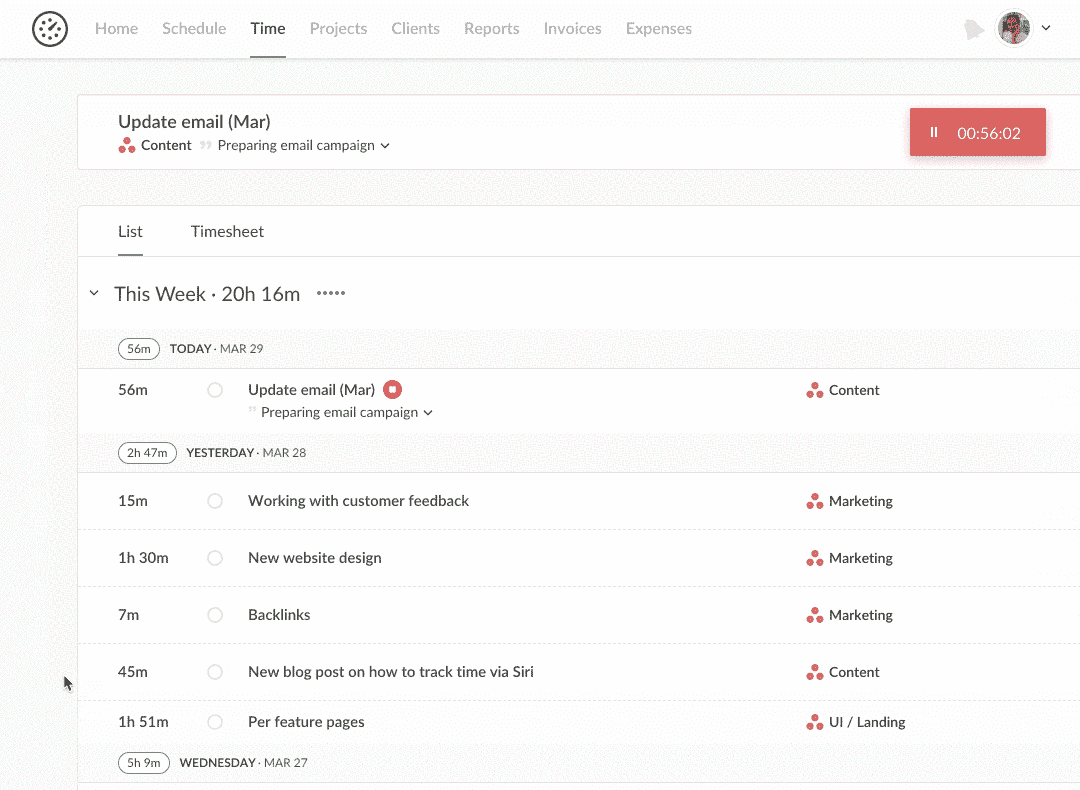 Home Schedule Time Projects Clients Reports Invoices Expenses
Update email (Mar)
Content Preparing email campaign
00:56:02
List Timesheet
This Week · 20h 16m
56m TODAY · MAR 29
56m Update email (Mar) Content
Preparing email campaign
2h 47m YESTERDAY · MAR 28
15m Working with customer feedback Marketing
1h 30m New website design Marketing
7m Backlinks Marketing
45m New blog post on how to track time via Siri Content
1h 51m Per feature pages UI / Landing
5h 9m WEDNESDAY · MAR 27